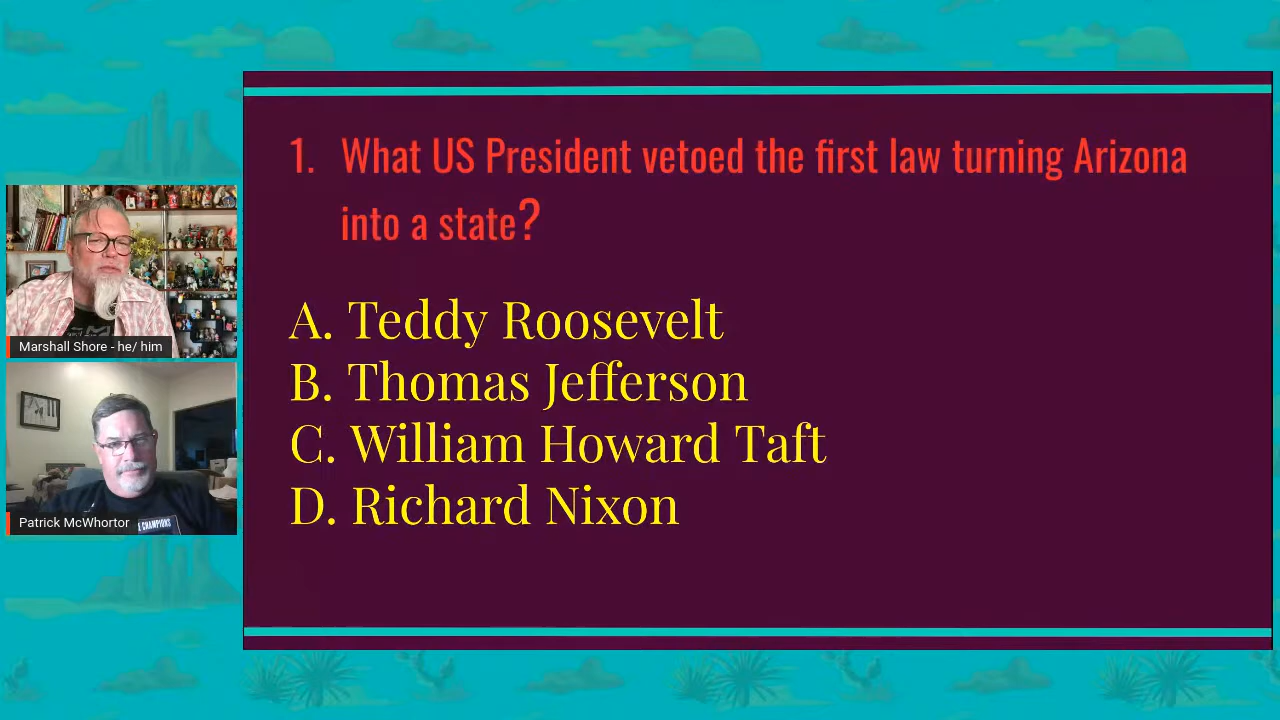 1. What US President vetoed the first law turning Arizona
into a state?
A. Teddy Roosevelt
B. Thomas Jefferson
C. William Howard Taft
D. Richard Nixon
Marshall Shore - he/ him
Patrick McWhortor
CHAMPIONS